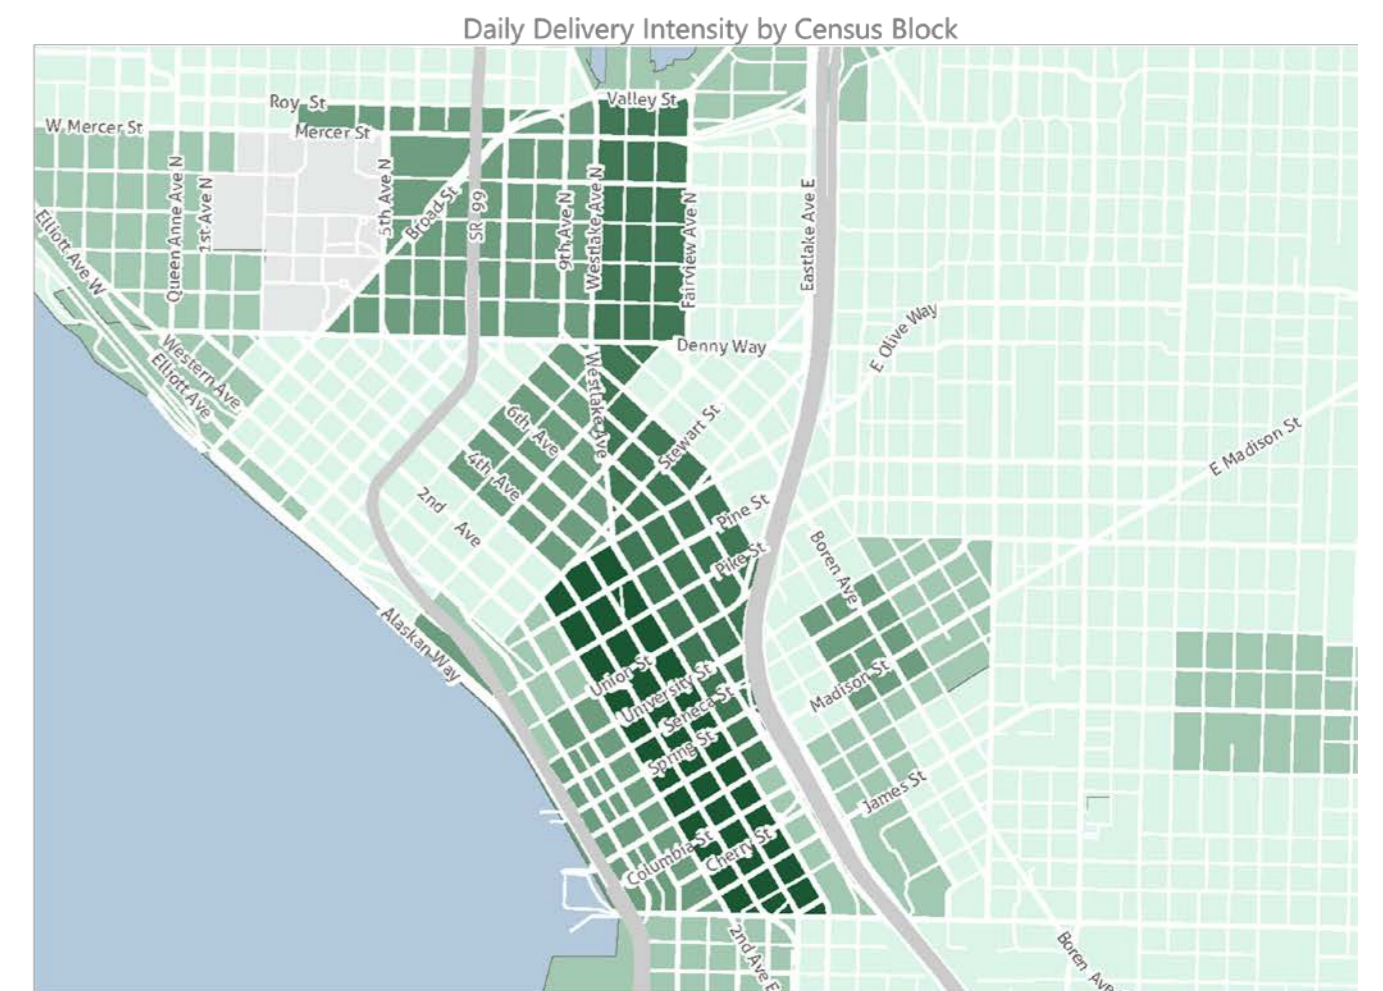 Daily Delivery Intensity by Census Block
Roy St
Valley St
W Mercer St
Mercer St
Queen Anne Ave N
1st Ave N
5th Ave N
Broad St
SR 99
9th Ave N
Westlake Ave N
Fairview Ave N
Eastlake Ave E
Elliott Ave W
E Olive Way
Denny Way
Western Ave
Elliott Ave
Westlake Ave
6th Ave
4th Ave
2nd Ave
Stewart St
E Madison St
Pine St
Pike St
Boren Ave
Alaskan Way
Union St
University St
Seneca St
Spring St
Madison St
James St
Columbia St
Cherry St
2nd Ave E
Boren Ave